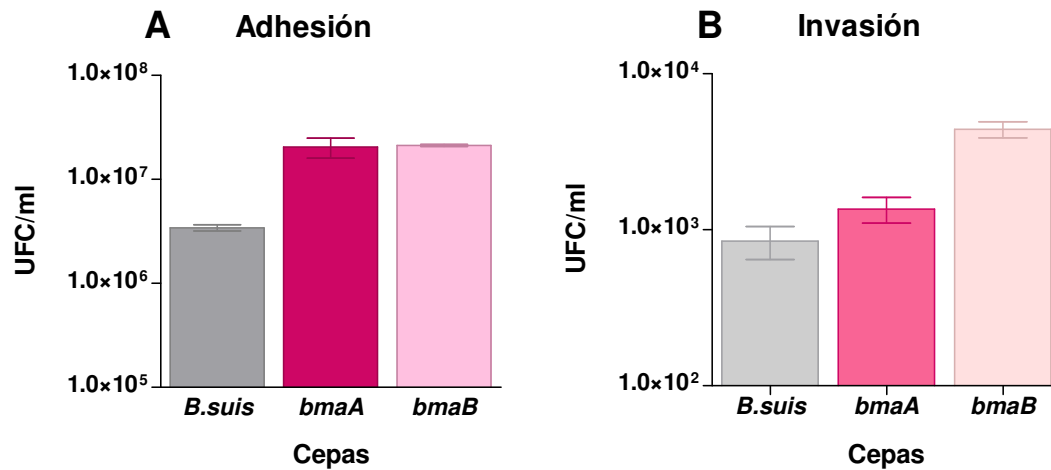 A Adhesión
1.0×10⁸
1.0×10⁷
1.0×10⁶
1.0×10⁵
UFC/ml
B.suis bmaA bmaB
Cepas
B Invasión
1.0×10⁴
1.0×10³
1.0×10²
UFC/ml
B.suis bmaA bmaB
Cepas